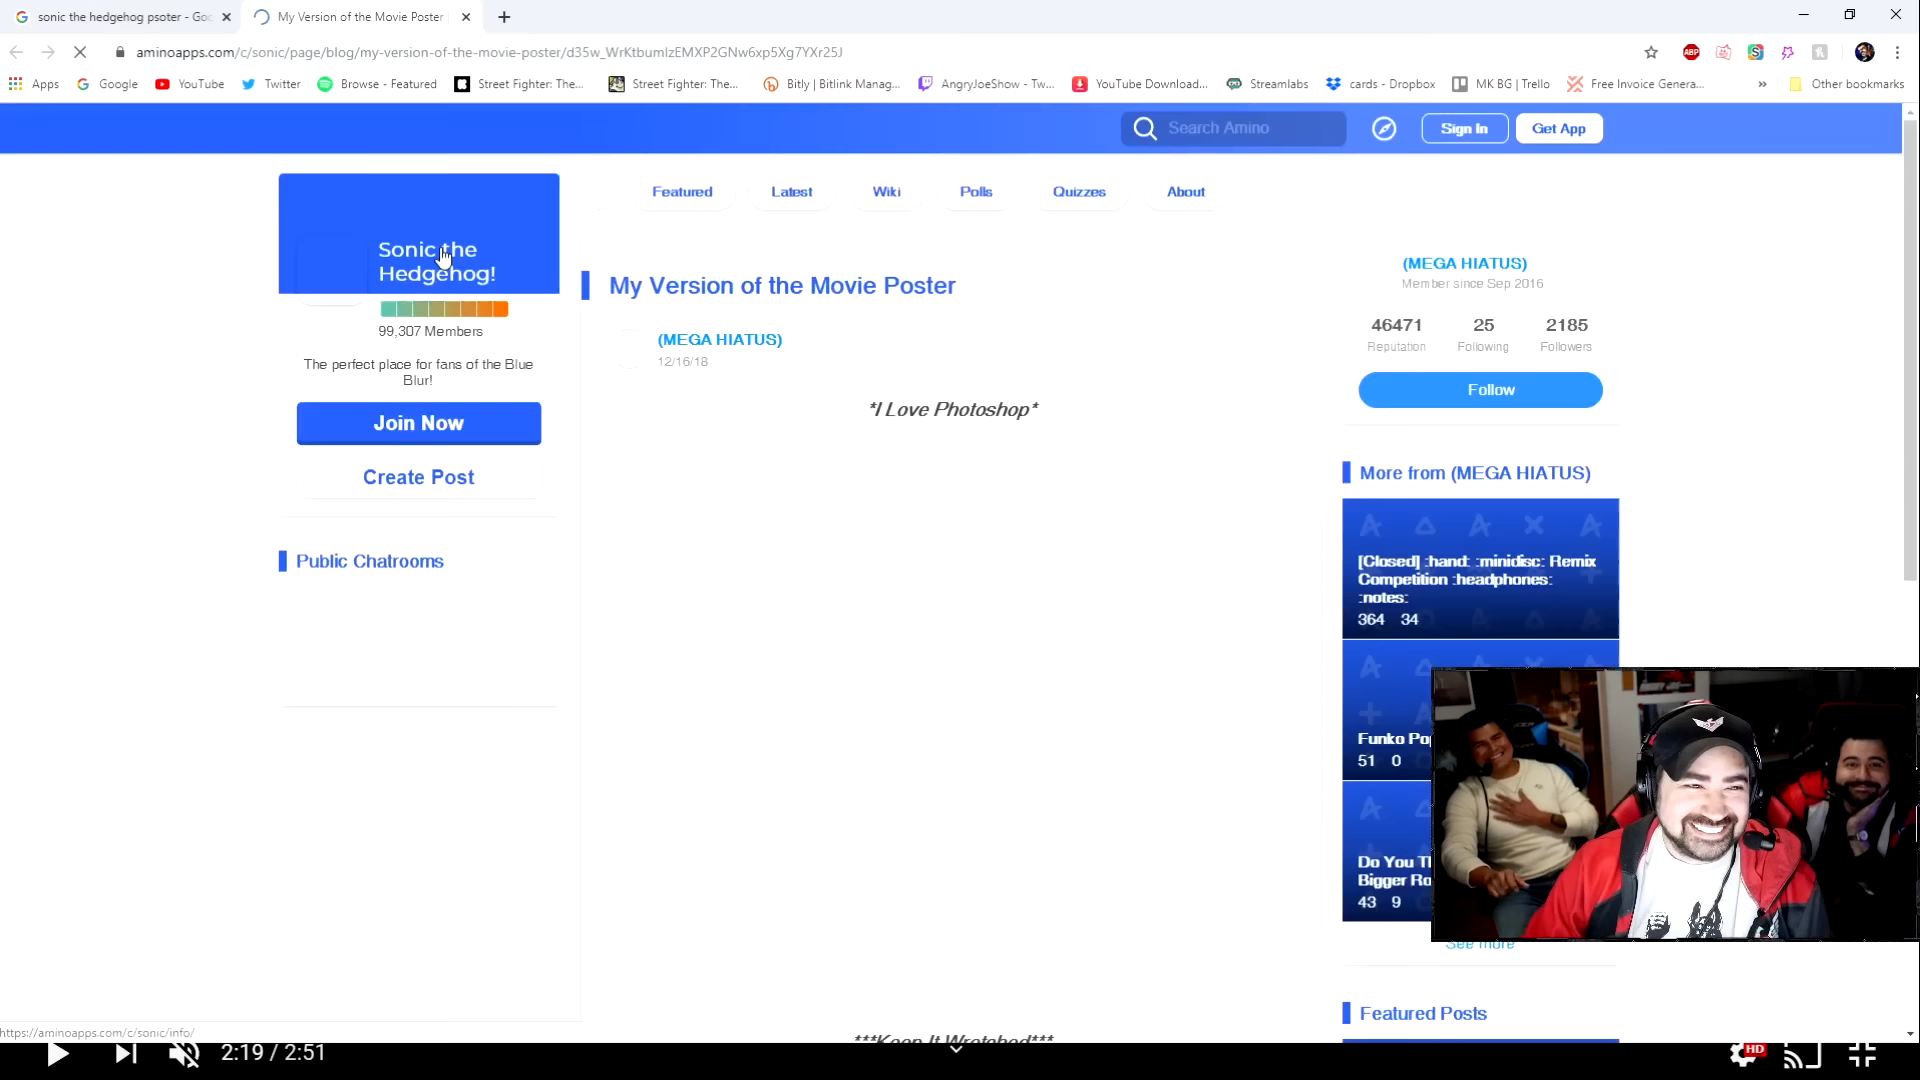 sonic the hedgehog psoter - Goo
My Version of the Movie Poster
aminoapps.com/c/sonic/page/blog/my-version-of-the-movie-poster/d35w_WrKtbumlzEMXP2GNw6xp5Xg7YXr25J
ABP
Apps
Google
YouTube
Twitter
Browse - Featured
Street Fighter: The...
Street Fighter: The...
Bitly | Bitlink Manag...
AngryJoeShow - Tw...
YouTube Download...
Streamlabs
cards - Dropbox
MK BG | Trello
Free Invoice Genera...
»
Other bookmarks
Search Amino
Sign In
Get App
Featured
Latest
Wiki
Polls
Quizzes
About
Sonic the
Hedgehog!
99,307 Members
The perfect place for fans of the Blue
Blur!
Join Now
Create Post
Public Chatrooms
My Version of the Movie Poster
(MEGA HIATUS)
12/16/18
*I Love Photoshop*
***Keep It Wretched***
(MEGA HIATUS)
Member since Sep 2016
46471
25
2185
Reputation
Following
Followers
Follow
More from (MEGA HIATUS)
[Closed] :hand: :minidisc: Remix
Competition :headphones:
:notes:
364 34
Funko Po
51 0
Do You T
Bigger Ro
43 9
See more
Featured Posts
https://aminoapps.com/c/sonic/info/
2:19 / 2:51
HD